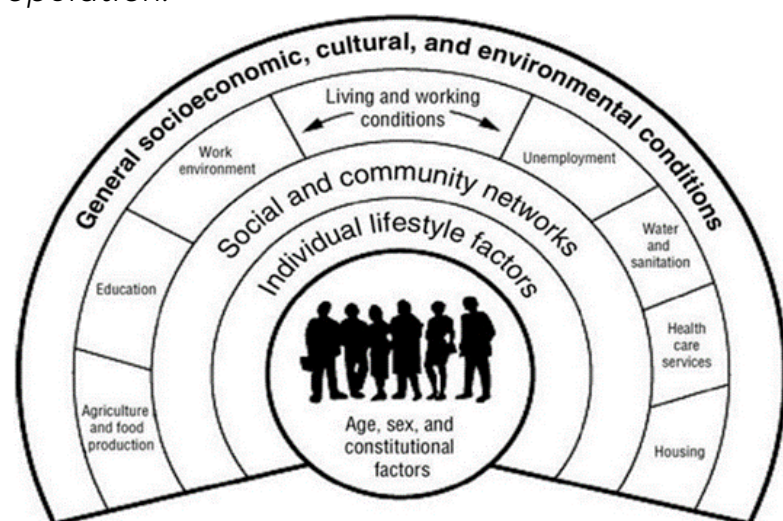 operation.
General socioeconomic, cultural, and environmental conditions
Living and working
conditions
Work
environment
Unemployment
Education
Water
and
sanitation
Agriculture
and food
production
Health
care
services
Housing
Social and community networks
Individual lifestyle factors
Age, sex, and
constitutional
factors